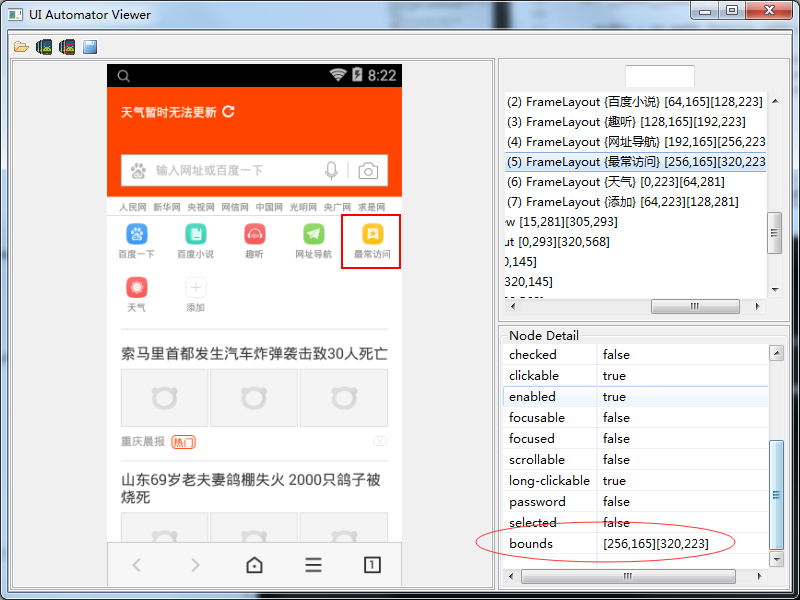 UI Automator Viewer
8:22
天气暂时无法更新
输入网址或百度一下
人民网 新华网 央视网 网信网 中国网 光明网 央广网 求是网
百度一下 百度小说 趣听 网址导航 最常访问
天气 添加
索马里首都发生汽车炸弹袭击致30人死亡
重庆晨报 热门
山东69岁老夫妻鸽棚失火 2000只鸽子被
烧死
1
(2) FrameLayout {百度小说} [64,165][128,223]
(3) FrameLayout {趣听} [128,165][192,223]
(4) FrameLayout {网址导航} [192,165][256,223
(5) FrameLayout {最常访问} [256,165][320,223
(6) FrameLayout {天气} [0,223][64,281]
(7) FrameLayout {添加} [64,223][128,281]
ew [15,281][305,293]
ut [0,293][320,568]
0,145]
320,145]
Node Detail
checked false
clickable true
enabled true
focusable false
focused false
scrollable false
long-clickable true
password false
selected false
bounds [256,165][320,223]